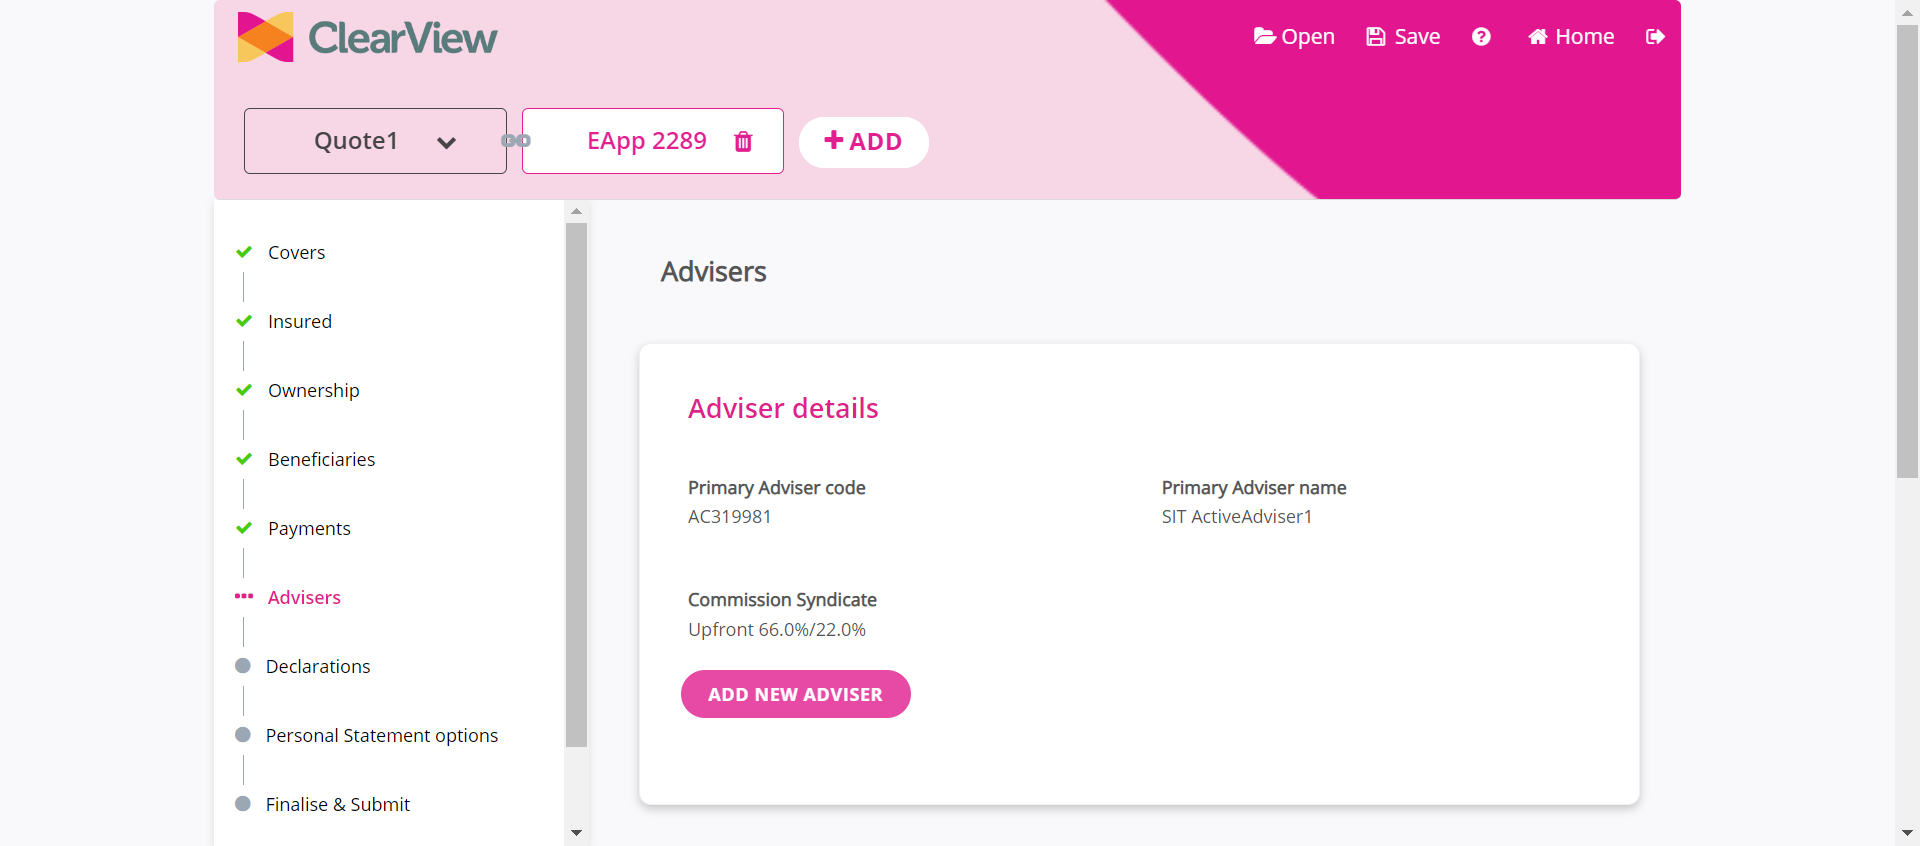 ClearView
Open Save ? Home
Quote1 EApp 2289 ADD
Covers
Insured
Ownership
Beneficiaries
Payments
Advisers
Declarations
Personal Statement options
Finalise & Submit
Advisers
Adviser details
Primary Adviser code
AC319981
Primary Adviser name
SIT ActiveAdviser1
Commission Syndicate
Upfront 66.0%/22.0%
ADD NEW ADVISER